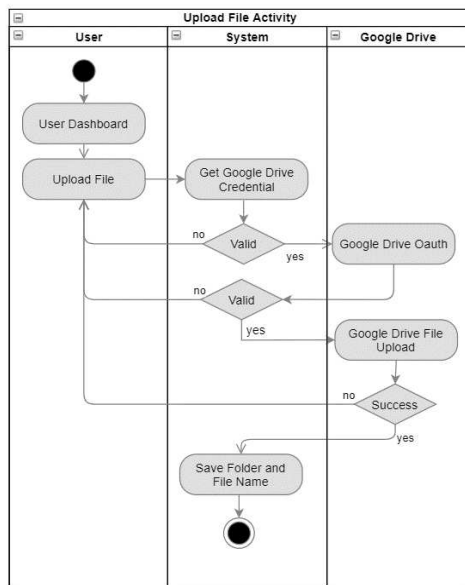 Upload File Activity
User
System
Google Drive
User Dashboard
Upload File
Get Google Drive
Credential
no
Valid
yes
Google Drive Oauth
no
Valid
yes
Google Drive File
Upload
no
Success
yes
Save Folder and
File Name